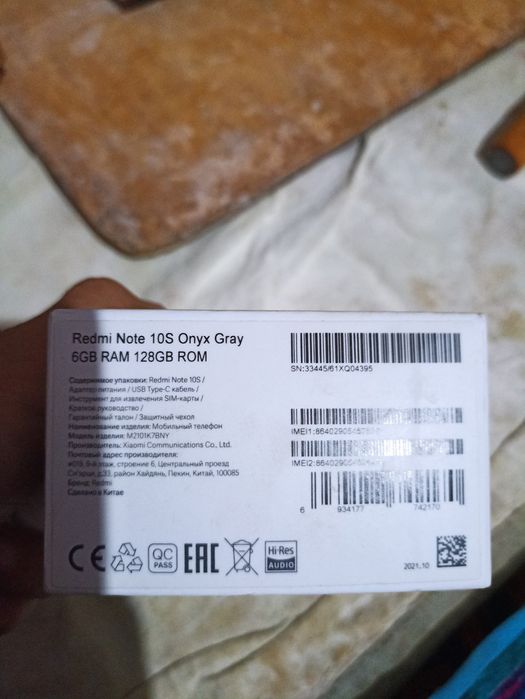 Redmi Note 10S Onyx Gray
6GB RAM 128GB ROM
Содержимое упаковки: Redmi Note 10S /
Адаптер питания / USB Type-C кабель /
Инструмент для извлечения SIM-карты /
Краткое руководство /
Гарантийный талон / Защитный чехол
Наименование изделия: Мобильный телефон
Модель изделия: M2101K7BNY
Производитель: Xiaomi Communications Co., Ltd.
Почтовый адрес производителя:
#019, 9-й этаж, строение 6, Центральный проезд
Сиэрци, д.33, район Хайдянь, Пекин, Китай, 100085
Бренд: Redmi
Сделано в Китае
SN:33445/61XQ04395
IMEI1:
IMEI2:
6 934177 742170
CE
QC
PASS
EAC
Hi-Res
AUDIO
2021.10